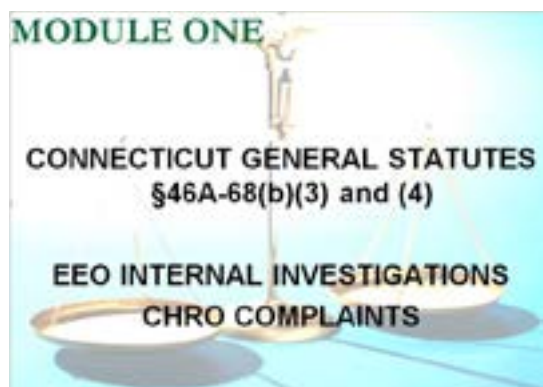 MODULE ONE
CONNECTICUT GENERAL STATUTES
§46A-68(b)(3) and (4)
EEO INTERNAL INVESTIGATIONS
CHRO COMPLAINTS